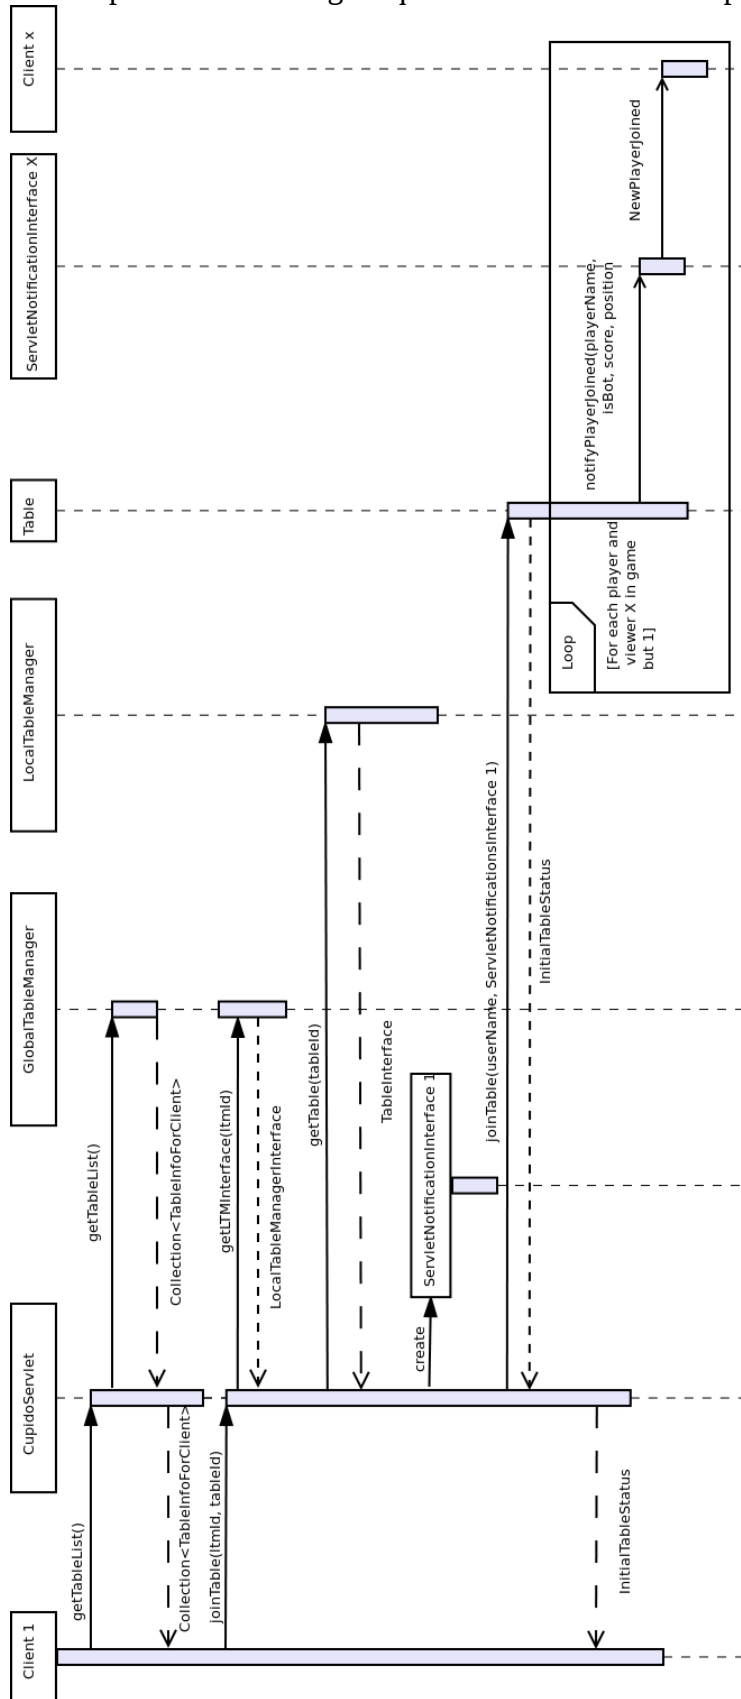 Client 1
CupidoServlet
GlobalTableManager
LocalTableManager
Table
ServletNotificationInterface X
Client x
getTableList()
getTableList()
Collection<TableInfoForClient>
Collection<TableInfoForClient>
joinTable(ltmId, tableId)
getLTMInterface(ltmId)
LocalTableManagerInterface
getTable(tableId)
TableInterface
create
ServletNotificationInterface 1
joinTable(userName, ServletNotificationsInterface 1)
InitialTableStatus
Loop
[For each player and
viewer X in game
but 1]
notifyPlayerJoined(playerName,
isBot, score, position
NewPlayerJoined
InitialTableStatus